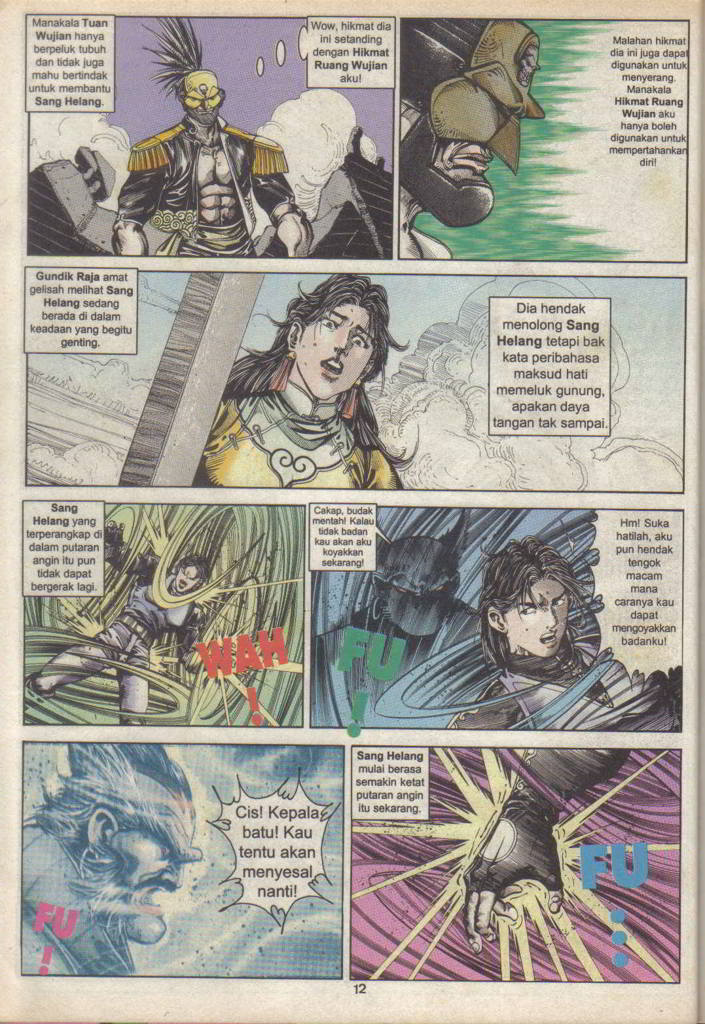 Manakala Tuan
Wujian hanya
berpeluk tubuh
dan tidak juga
mahu bertindak
untuk membantu
Sang Helang.
Wow, hikmat dia
ini setanding
dengan Hikmat
Ruang Wujian
aku!
Malahan hikmat
dia ini juga dapat
digunakan untuk
menyerang.
Manakala
Hikmat Ruang
Wujian aku
hanya boleh
digunakan untuk
mempertahankan
diri!
Gundik Raja amat
gelisah melihat Sang
Helang sedang
berada di dalam
keadaan yang begitu
genting.
Dia hendak
menolong Sang
Helang tetapi bak
kata peribahasa
maksud hati
memeluk gunung,
apakan daya
tangan tak sampai.
Sang
Helang yang
terperangkap di
dalam putaran
angin itu pun
tidak dapat
bergerak lagi.
WAH
!
Cakap, budak
mentah! Kalau
tidak badan
kau akan aku
koyakkan
sekarang!
FU
!
Hm! Suka
hatilah, aku
pun hendak
tengok
macam
mana
caranya kau
dapat
mengoyakkan
badanku!
Cis! Kepala
batu! Kau
tentu akan
menyesal
nanti!
FU
!
Sang Helang
mulai berasa
semakin ketat
putaran angin
itu sekarang.
FU
...
12